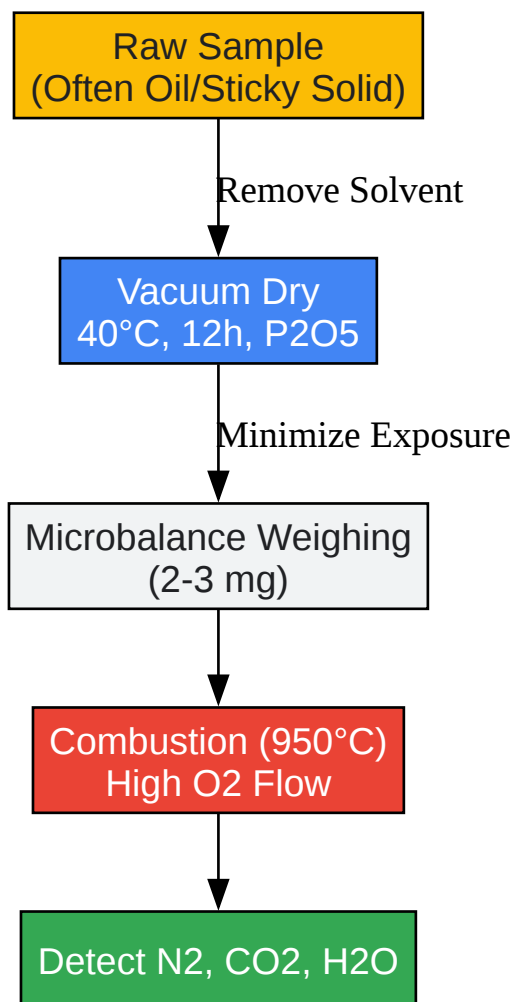 Raw Sample
(Often Oil/Sticky Solid)
Remove Solvent
Vacuum Dry
40°C, 12h, P2O5
Minimize Exposure
Microbalance Weighing
(2-3 mg)
Combustion (950°C)
High O2 Flow
Detect N2, CO2, H2O